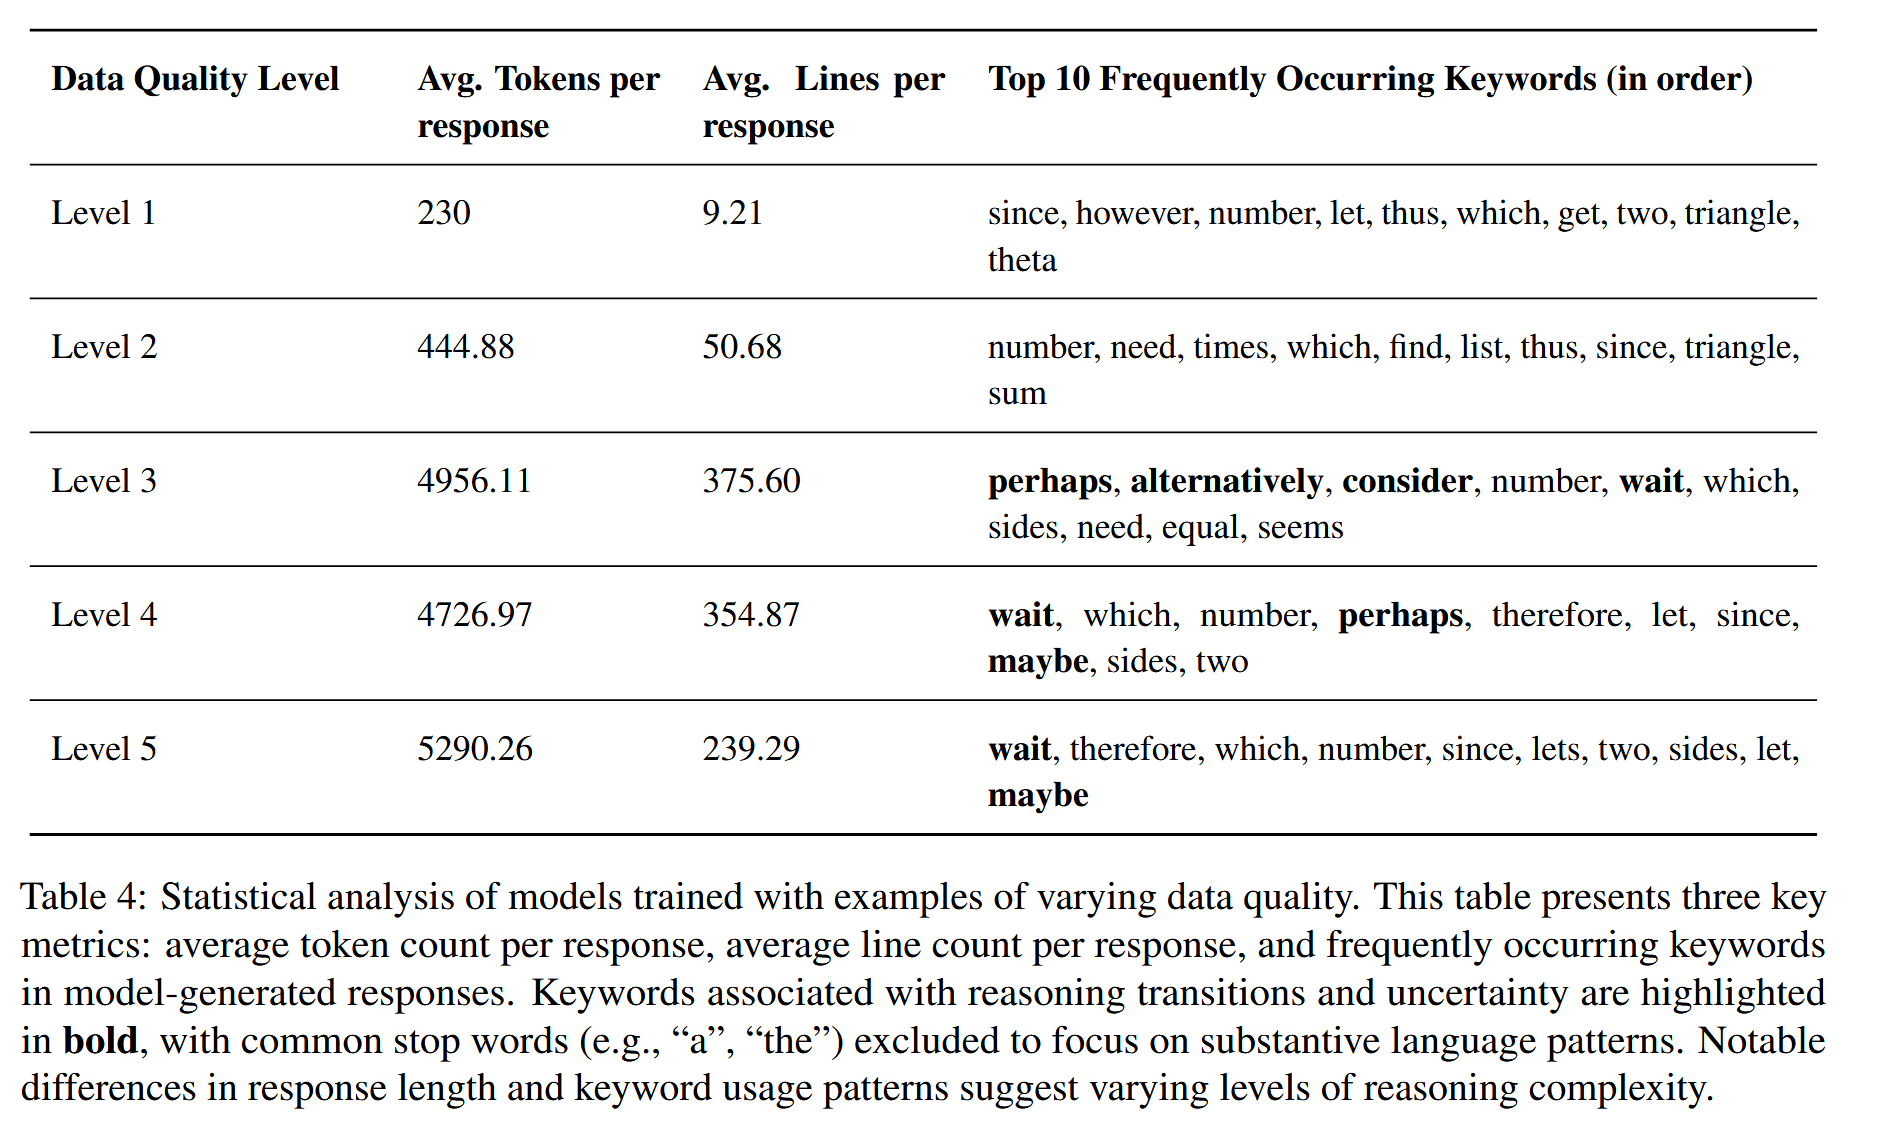 Data Quality Level Avg. Tokens per Avg. Lines per Top 10 Frequently Occurring Keywords (in order)
response response
Level 1 230 9.21 since, however, number, let, thus, which, get, two, triangle,
theta
Level 2 444.88 50.68 number, need, times, which, find, list, thus, since, triangle,
sum
Level 3 4956.11 375.60 perhaps, alternatively, consider, number, wait, which,
sides, need, equal, seems
Level 4 4726.97 354.87 wait, which, number, perhaps, therefore, let, since,
maybe, sides, two
Level 5 5290.26 239.29 wait, therefore, which, number, since, lets, two, sides, let,
maybe
Table 4: Statistical analysis of models trained with examples of varying data quality. This table presents three key
metrics: average token count per response, average line count per response, and frequently occurring keywords
in model-generated responses. Keywords associated with reasoning transitions and uncertainty are highlighted
in bold, with common stop words (e.g., “a”, “the”) excluded to focus on substantive language patterns. Notable
differences in response length and keyword usage patterns suggest varying levels of reasoning complexity.